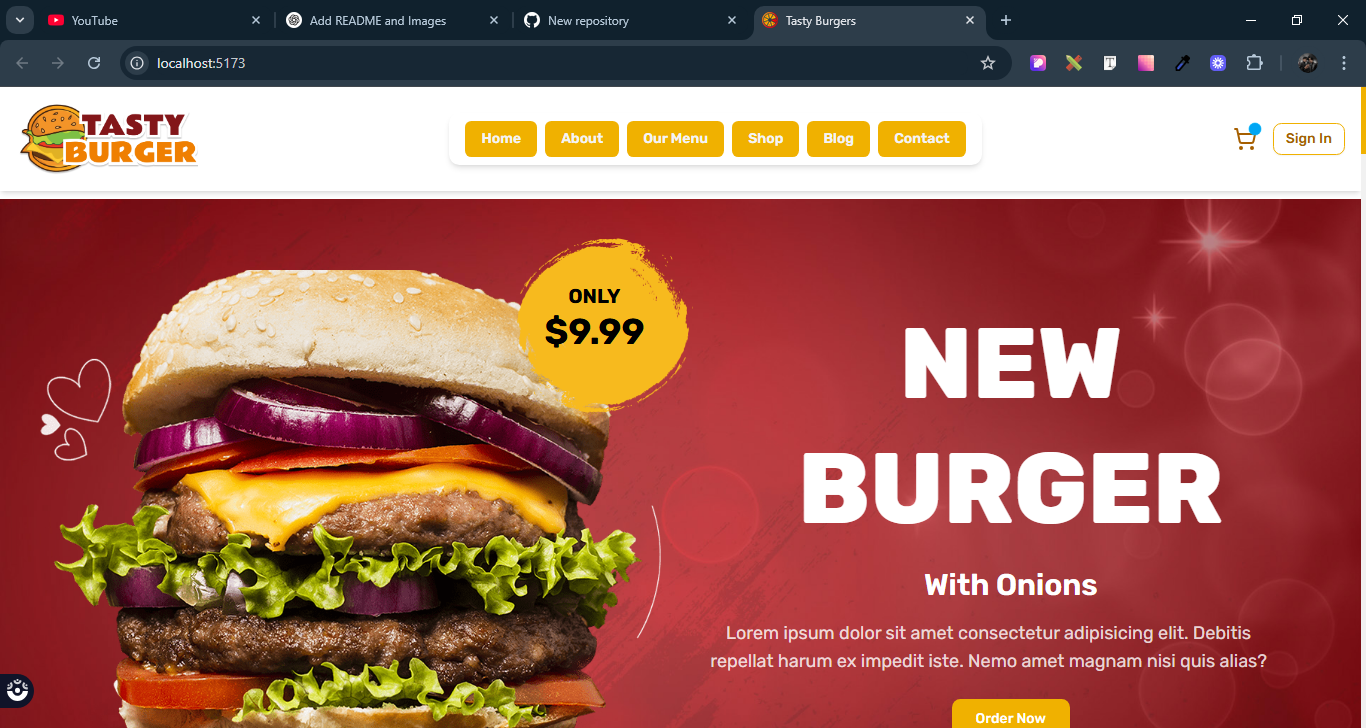 YouTube
Add README and Images
New repository
Tasty Burgers
localhost:5173
TASTY
BURGER
Home
About
Our Menu
Shop
Blog
Contact
Sign In
ONLY
$9.99
NEW
BURGER
With Onions
Lorem ipsum dolor sit amet consectetur adipisicing elit. Debitis
repellat harum ex impedit iste. Nemo amet magnam nisi quis alias?
Order Now